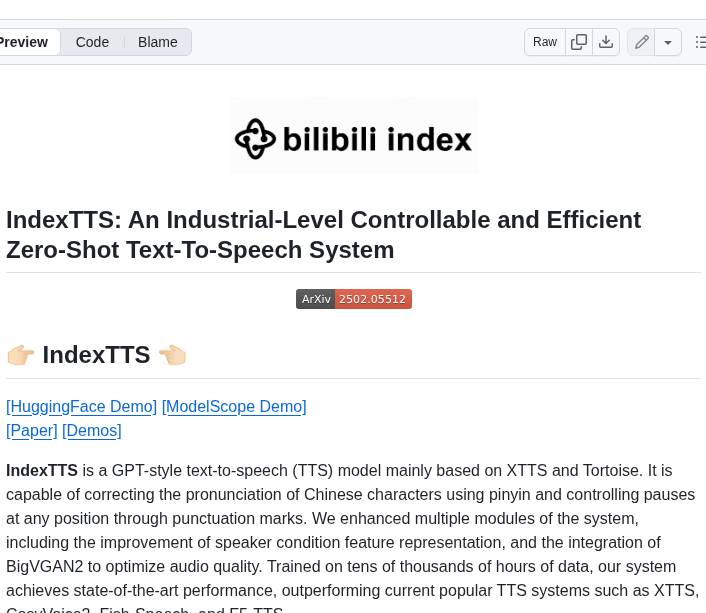 Preview Code Blame Raw
bilibili index
IndexTTS: An Industrial-Level Controllable and Efficient
Zero-Shot Text-To-Speech System
ArXiv 2502.05512
👉🏻 IndexTTS 👈🏻
[HuggingFace Demo] [ModelScope Demo]
[Paper] [Demos]
IndexTTS is a GPT-style text-to-speech (TTS) model mainly based on XTTS and Tortoise. It is
capable of correcting the pronunciation of Chinese characters using pinyin and controlling pauses
at any position through punctuation marks. We enhanced multiple modules of the system,
including the improvement of speaker condition feature representation, and the integration of
BigVGAN2 to optimize audio quality. Trained on tens of thousands of hours of data, our system
achieves state-of-the-art performance, outperforming current popular TTS systems such as XTTS,
CosyVoice2, Fish-Speech, and F5-TTS.